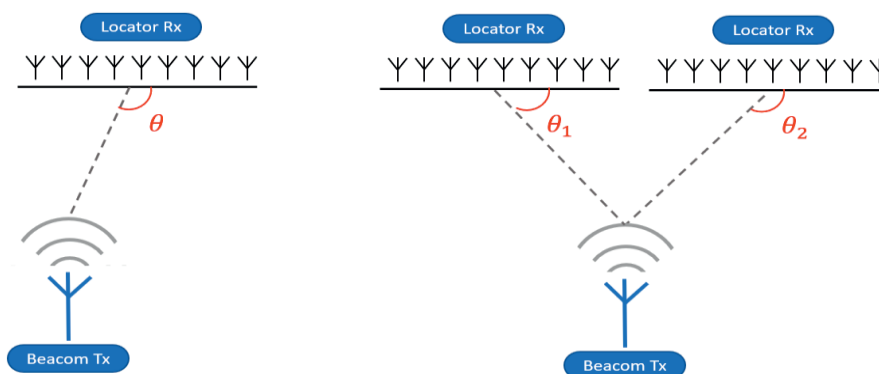 Locator Rx
Locator Rx
Locator Rx
θ
θ₁
θ₂
Beacom Tx
Beacom Tx